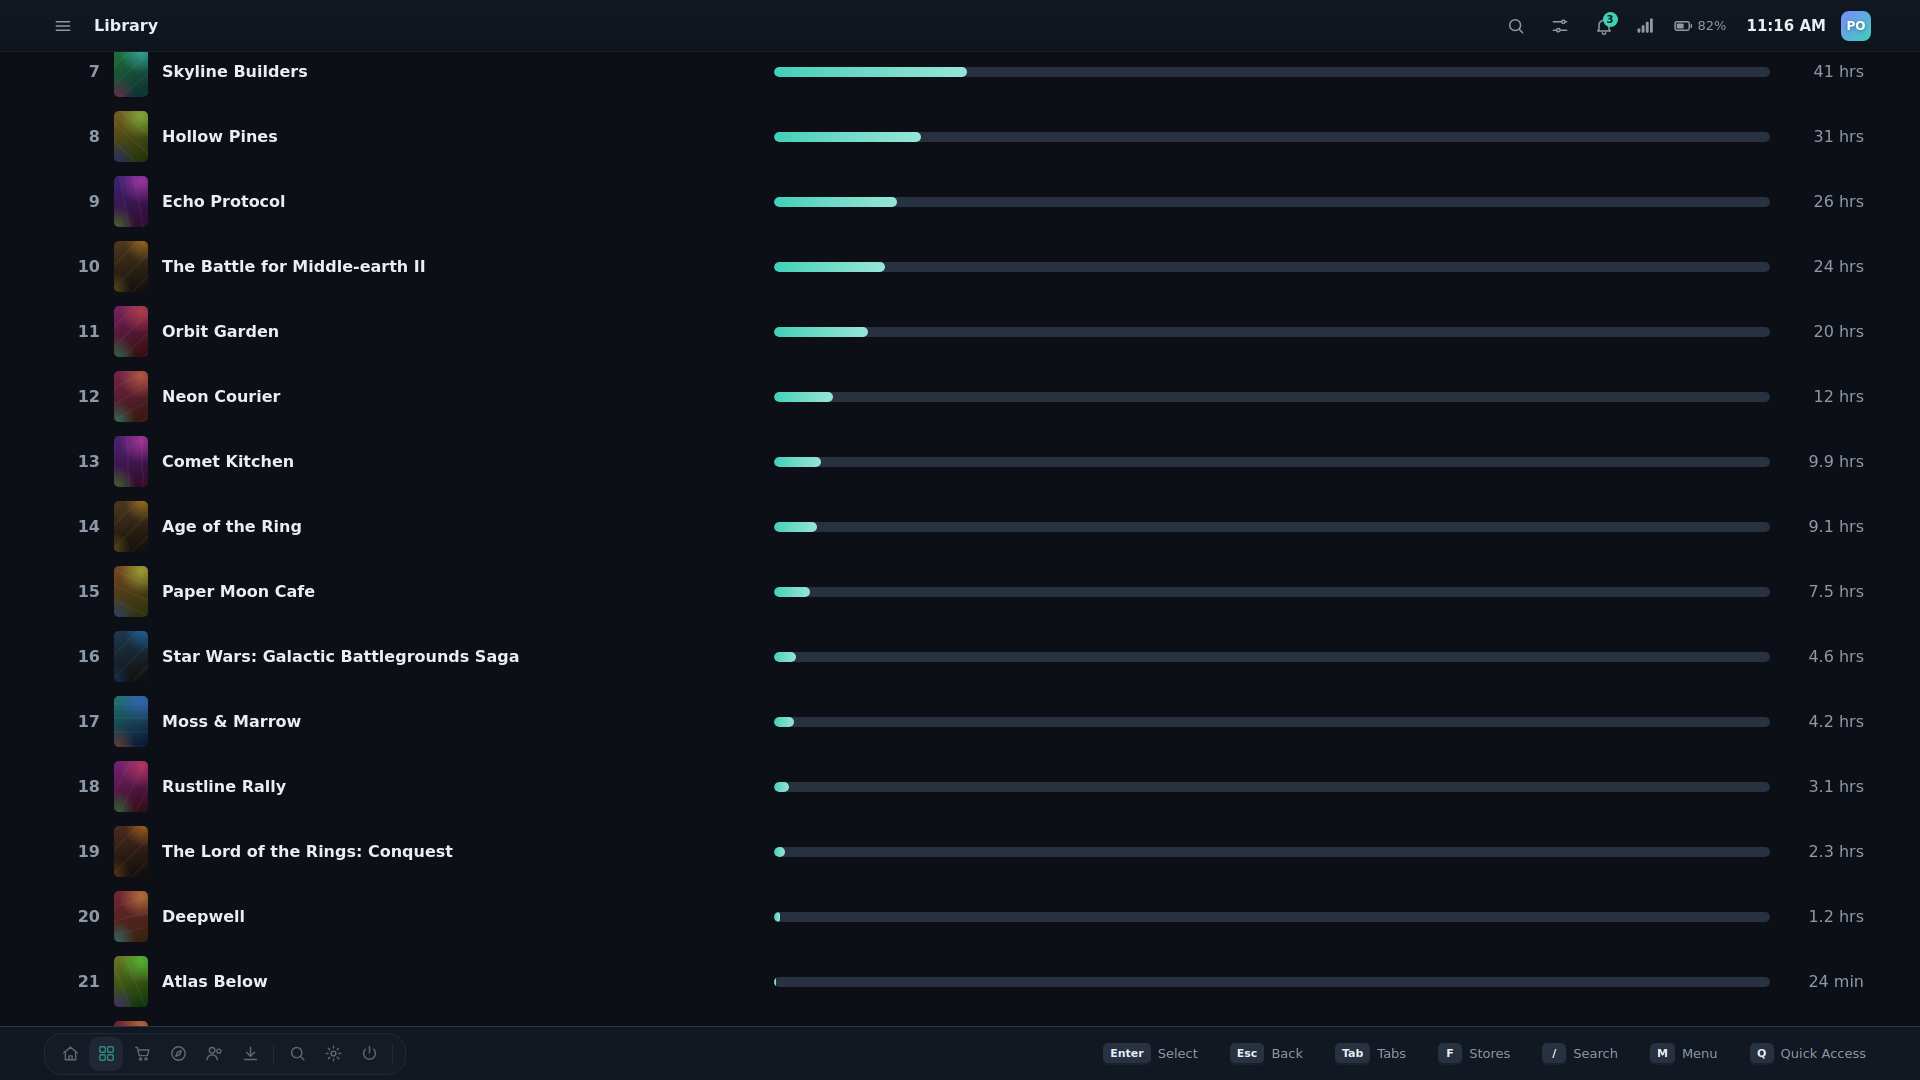 Library
3
82%
11:16 AM
PO
7 Skyline Builders 41 hrs
8 Hollow Pines 31 hrs
9 Echo Protocol 26 hrs
10 The Battle for Middle-earth II 24 hrs
11 Orbit Garden 20 hrs
12 Neon Courier 12 hrs
13 Comet Kitchen 9.9 hrs
14 Age of the Ring 9.1 hrs
15 Paper Moon Cafe 7.5 hrs
16 Star Wars: Galactic Battlegrounds Saga 4.6 hrs
17 Moss & Marrow 4.2 hrs
18 Rustline Rally 3.1 hrs
19 The Lord of the Rings: Conquest 2.3 hrs
20 Deepwell 1.2 hrs
21 Atlas Below 24 min
Enter Select Esc Back Tab Tabs F Stores / Search M Menu Q Quick Access